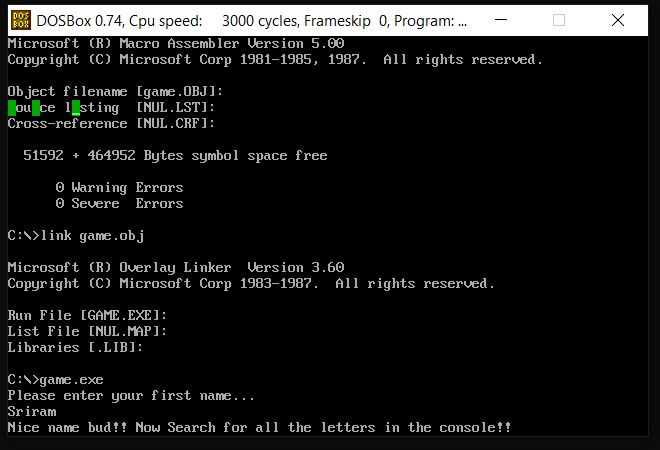 DOSBox 0.74, Cpu speed: 3000 cycles, Frameskip 0, Program: ...
Microsoft (R) Macro Assembler Version 5.00
Copyright (C) Microsoft Corp 1981-1985, 1987. All rights reserved.
Object filename [game.OBJ]:
ou ce l sting [NUL.LST]:
Cross-reference [NUL.CRF]:
51592 + 464952 Bytes symbol space free
0 Warning Errors
0 Severe Errors
C:\>link game.obj
Microsoft (R) Overlay Linker Version 3.60
Copyright (C) Microsoft Corp 1983-1987. All rights reserved.
Run File [GAME.EXE]:
List File [NUL.MAP]:
Libraries [.LIB]:
C:\>game.exe
Please enter your first name...
Sriram
Nice name bud!! Now Search for all the letters in the console!!